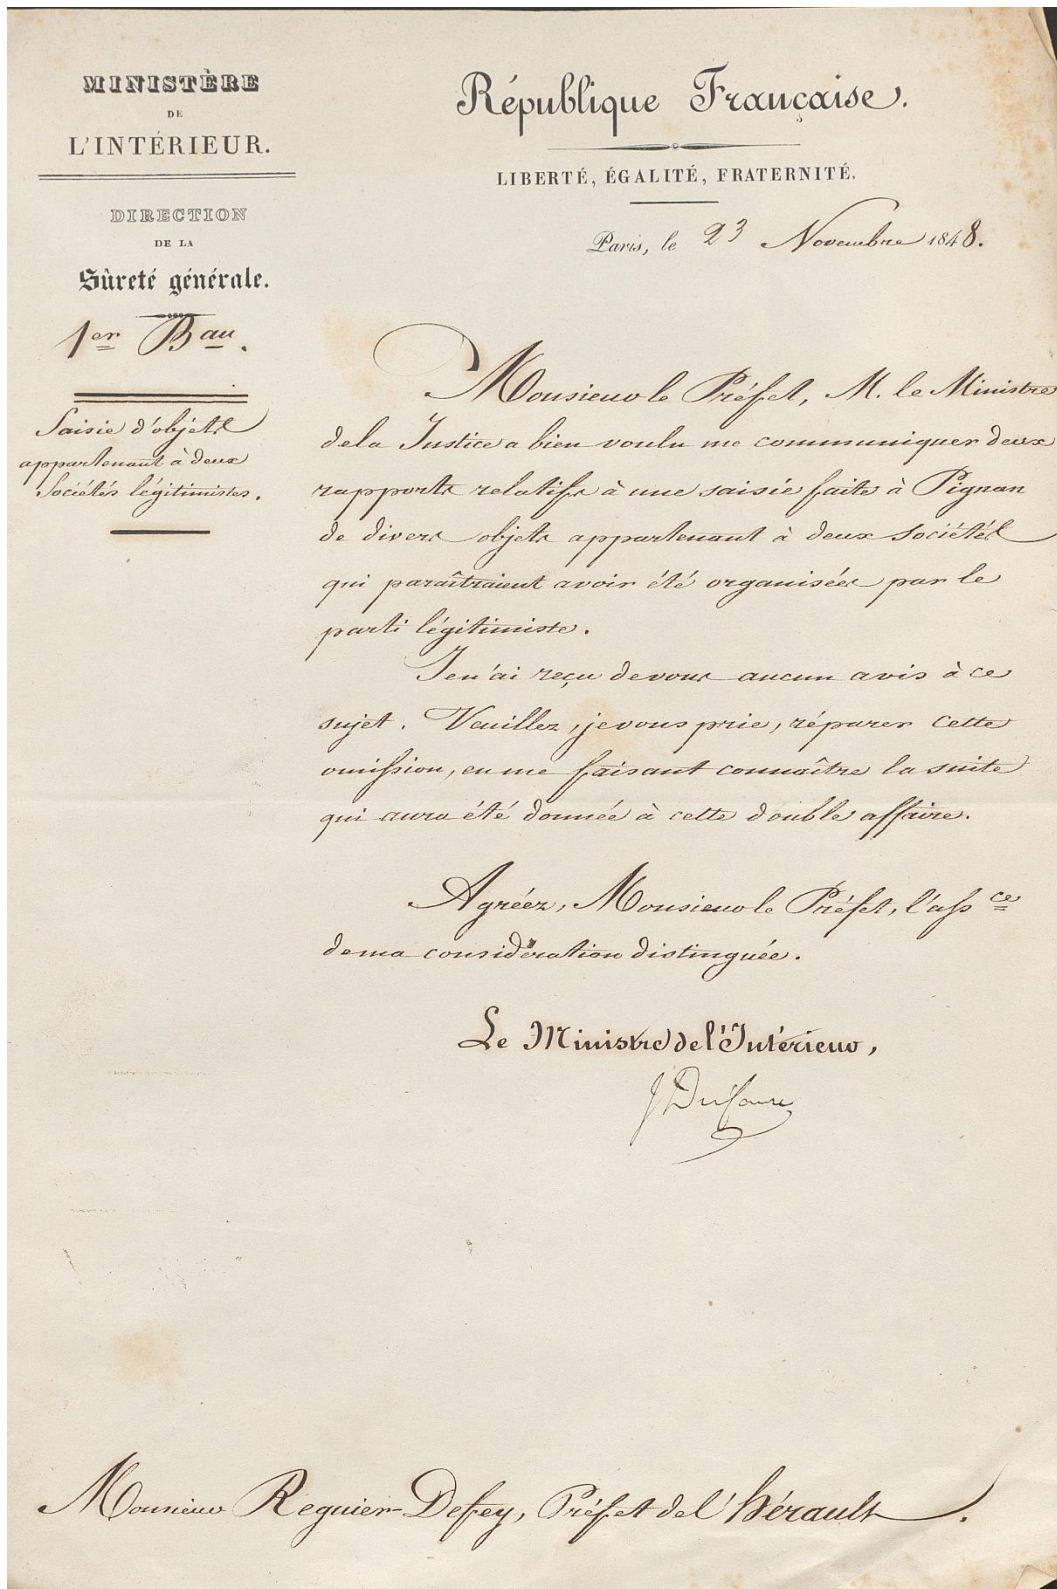 MINISTÈRE
DE
L'INTÉRIEUR.
DIRECTION
DE LA
Sûreté générale.
1er Bau.
Saisie d'objets
appartenant à deux
Sociétés légitimistes.
République Française.
LIBERTÉ, ÉGALITÉ, FRATERNITÉ.
Paris, le 23 Novembre 1848.
Monsieur le Préfet, M. le Ministre
de la Justice a bien voulu me communiquer deux
rapports relatifs à une saisie faite à Pignan
de divers objets appartenant à deux Sociétés
qui paraîtraient avoir été organisées par le
parti légitimiste.
Je n'ai reçu de vous aucun avis à ce
sujet. Veuillez, je vous prie, réparer cette
omission, en me faisant connaître la suite
qui aura été donnée à cette double affaire.
Agréez, Monsieur le Préfet, l'assce
de ma considération distinguée.
Le Ministre de l'Intérieur,
J Dufaure
Monsieur Reguier-Defey, Préfet de l'Hérault.